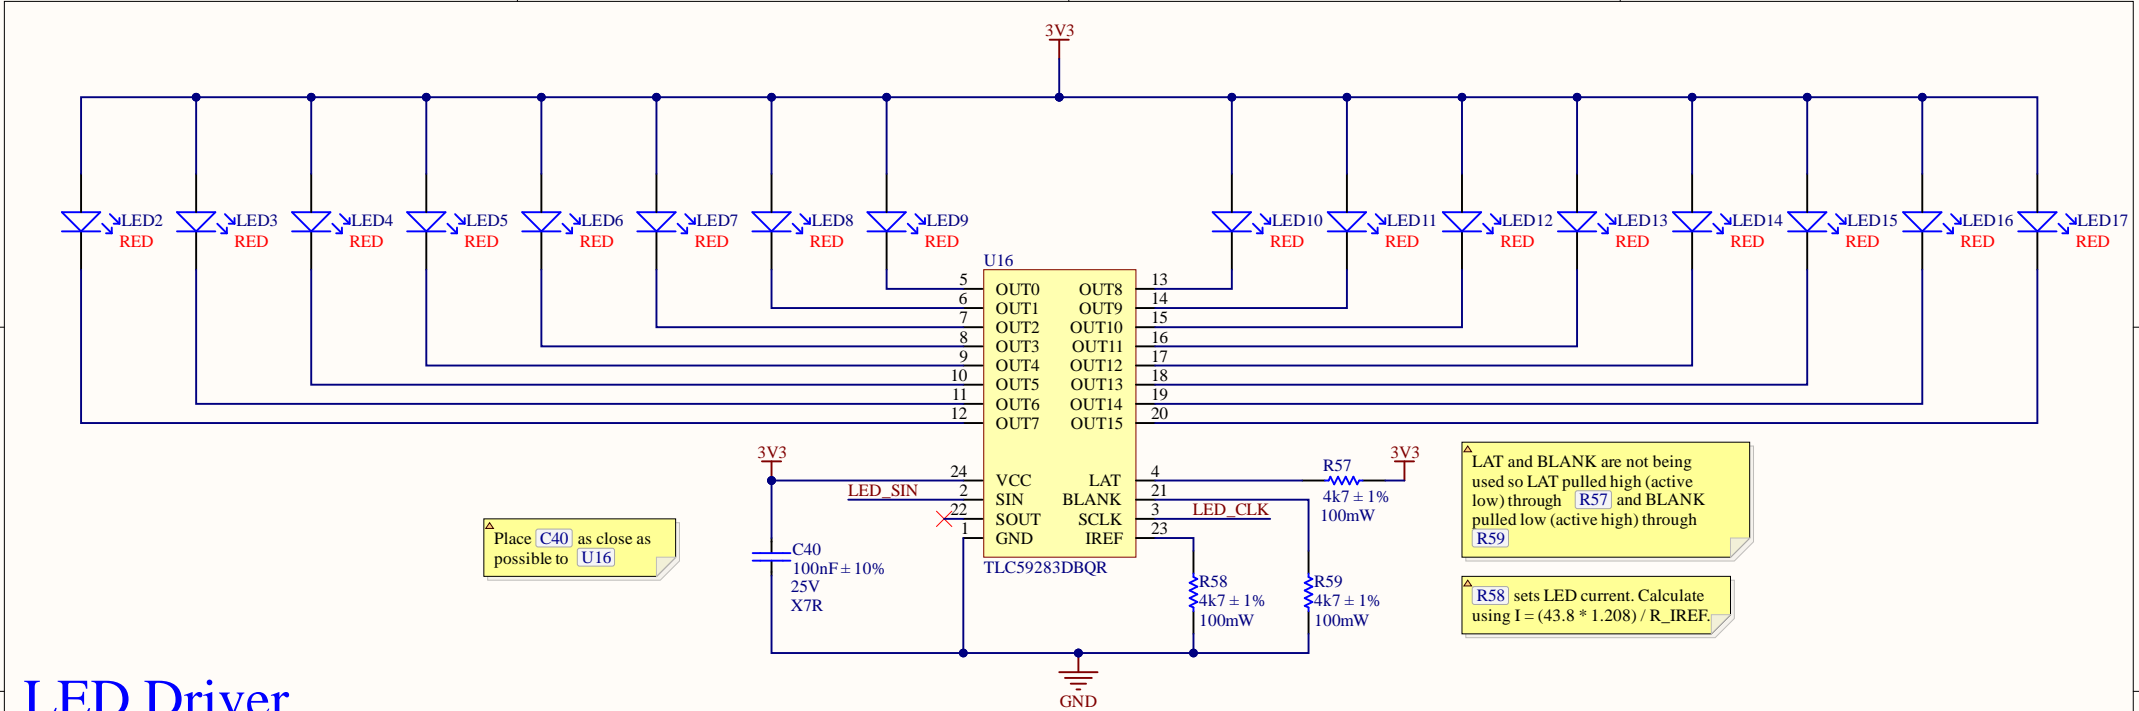 3V3
LED2
RED
LED3
RED
LED4
RED
LED5
RED
LED6
RED
LED7
RED
LED8
RED
LED9
RED
LED10
RED
LED11
RED
LED12
RED
LED13
RED
LED14
RED
LED15
RED
LED16
RED
LED17
RED
U16
5 OUT0 OUT8 13
6 OUT1 OUT9 14
7 OUT2 OUT10 15
8 OUT3 OUT11 16
9 OUT4 OUT12 17
10 OUT5 OUT13 18
11 OUT6 OUT14 19
12 OUT7 OUT15 20
24 VCC LAT 4
2 SIN BLANK 21
22 SOUT SCLK 3
1 GND IREF 23
TLC59283DBQR
3V3
LED_SIN
LED_CLK
R57
4k7 ± 1%
100mW
3V3
C40
100nF ± 10%
25V
X7R
R58
4k7 ± 1%
100mW
R59
4k7 ± 1%
100mW
GND
Place C40 as close as
possible to U16
LAT and BLANK are not being
used so LAT pulled high (active
low) through R57 and BLANK
pulled low (active high) through
R59
R58 sets LED current. Calculate
using I = (43.8 * 1.208) / R_IREF.
LED Driver